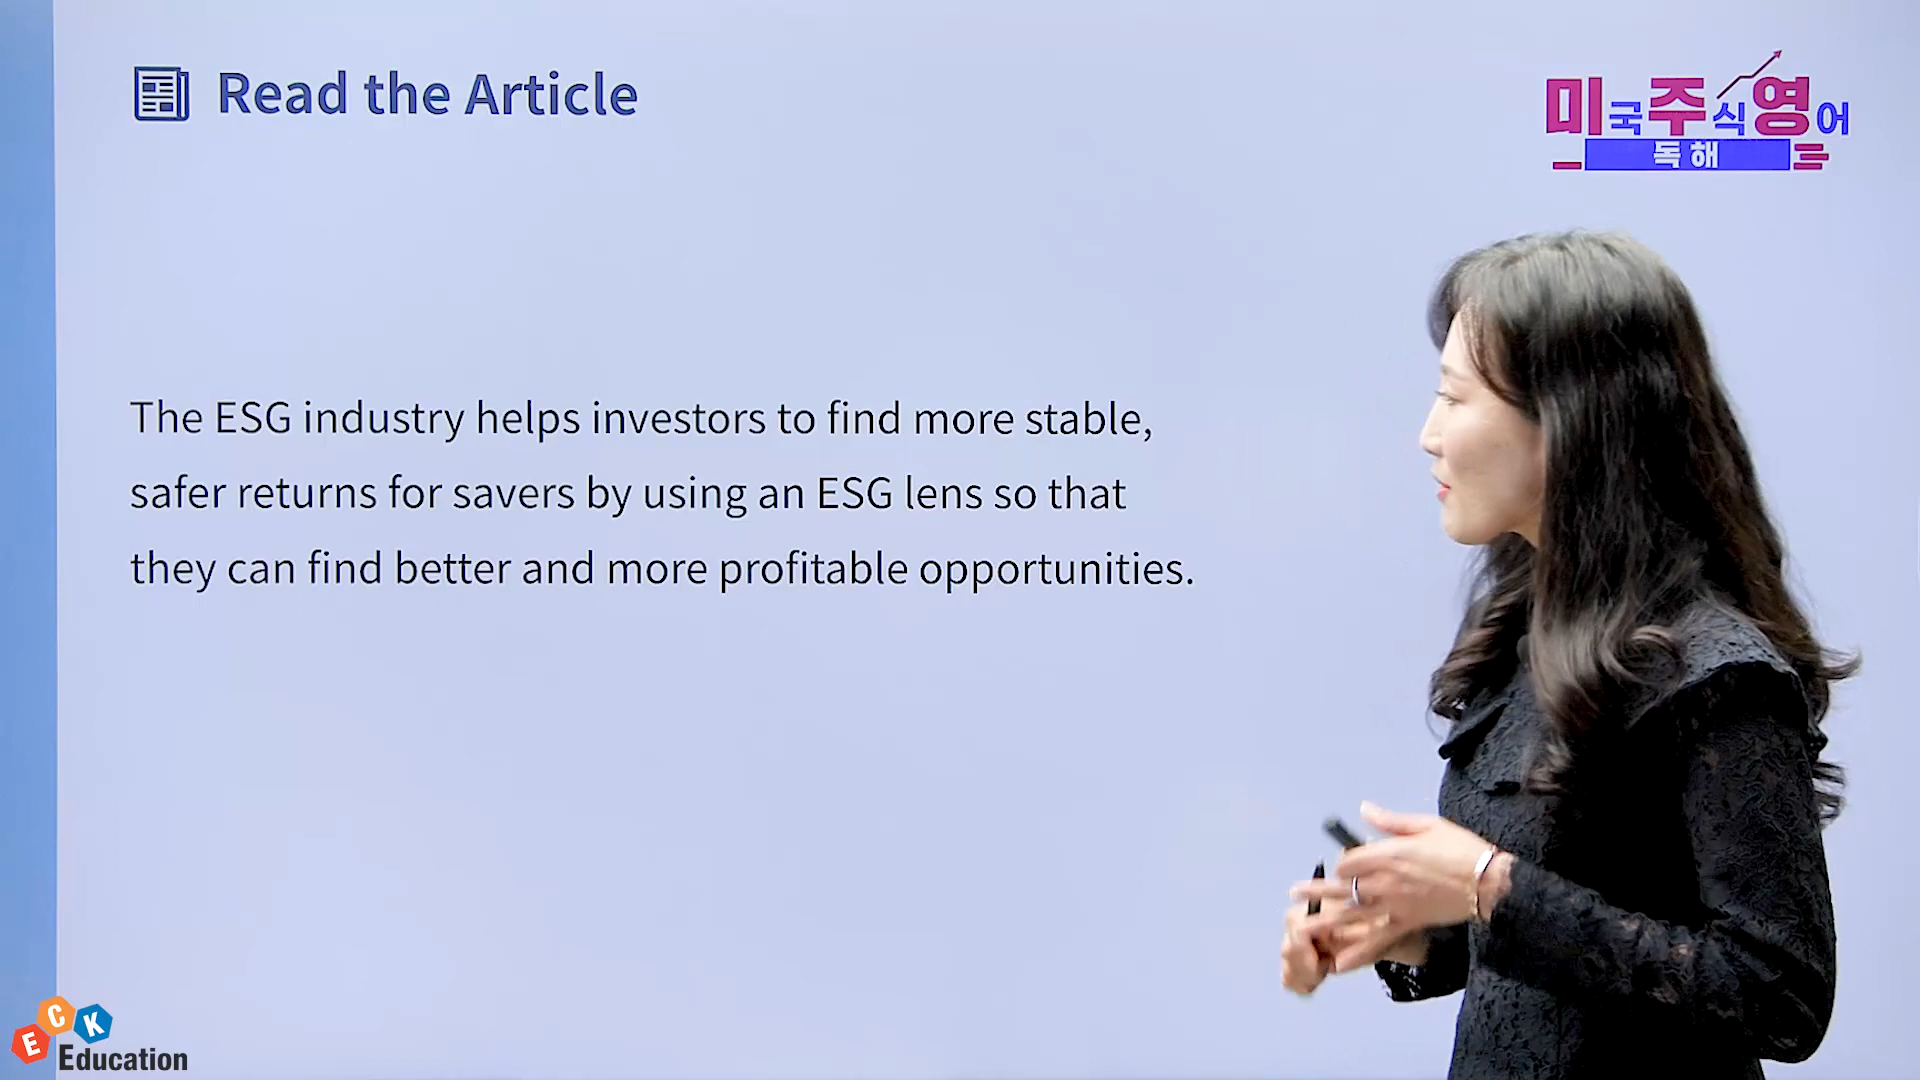 Read the Article
미국주식영어
독해
The ESG industry helps investors to find more stable,
safer returns for savers by using an ESG lens so that
they can find better and more profitable opportunities.
ECK
Education